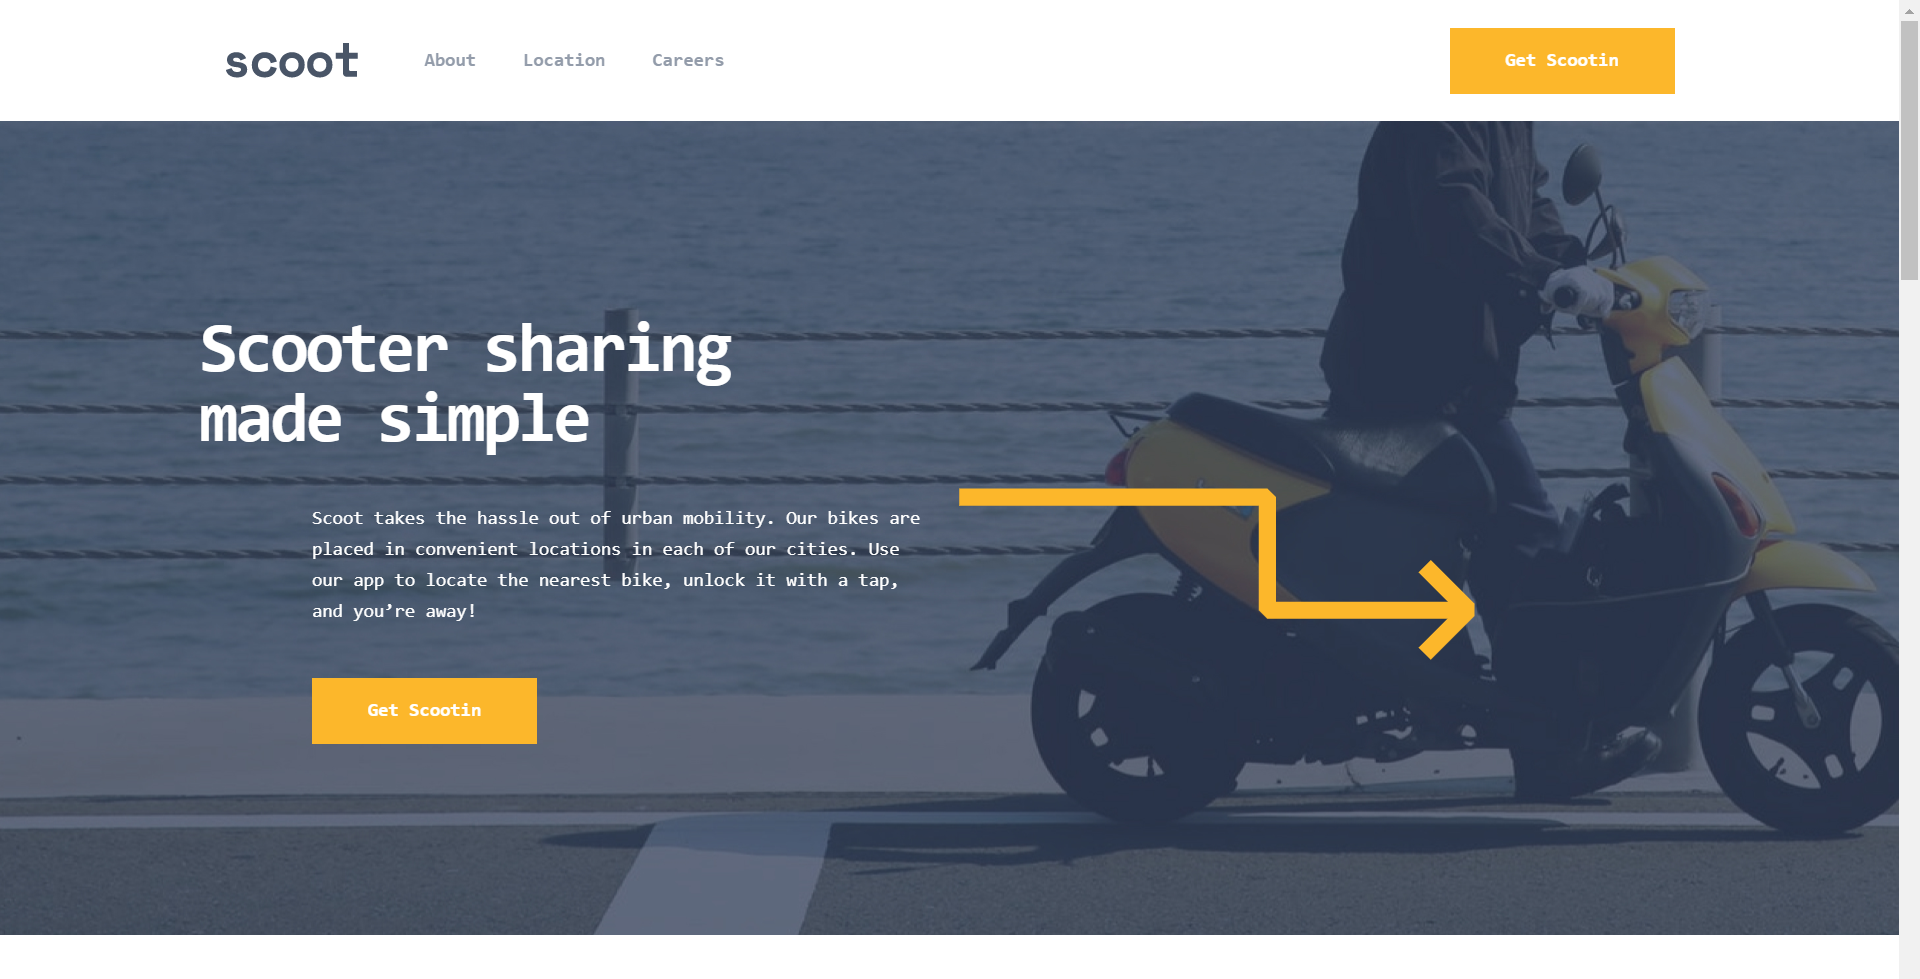 scoot
About
Location
Careers
Get Scootin
Scooter sharing
made simple
Scoot takes the hassle out of urban mobility. Our bikes are
placed in convenient locations in each of our cities. Use
our app to locate the nearest bike, unlock it with a tap,
and you’re away!
Get Scootin